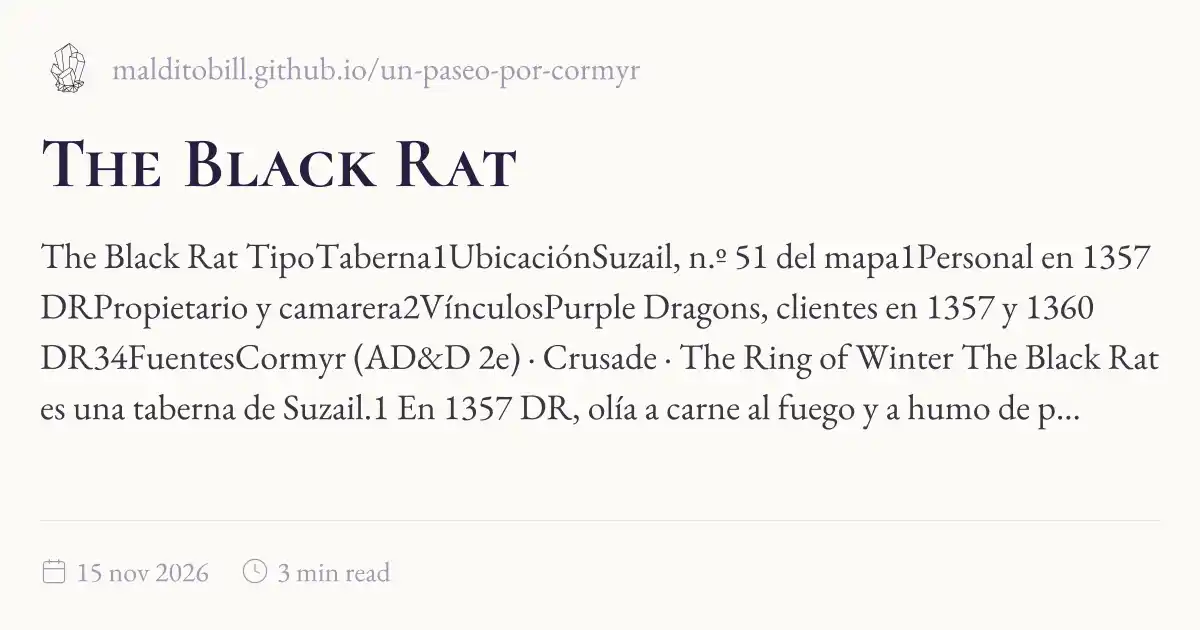 malditobill.github.io/un-paseo-por-cormyr
The Black Rat
The Black Rat TipoTaberna1UbicaciónSuzail, n.º 51 del mapa1Personal en 1357
DRPropietario y camarera2VínculosPurple Dragons, clientes en 1357 y 1360
DR34FuentesCormyr (AD&D 2e) · Crusade · The Ring of Winter The Black Rat
es una taberna de Suzail.1 En 1357 DR, olía a carne al fuego y a humo de p...
15 nov 2026 3 min read